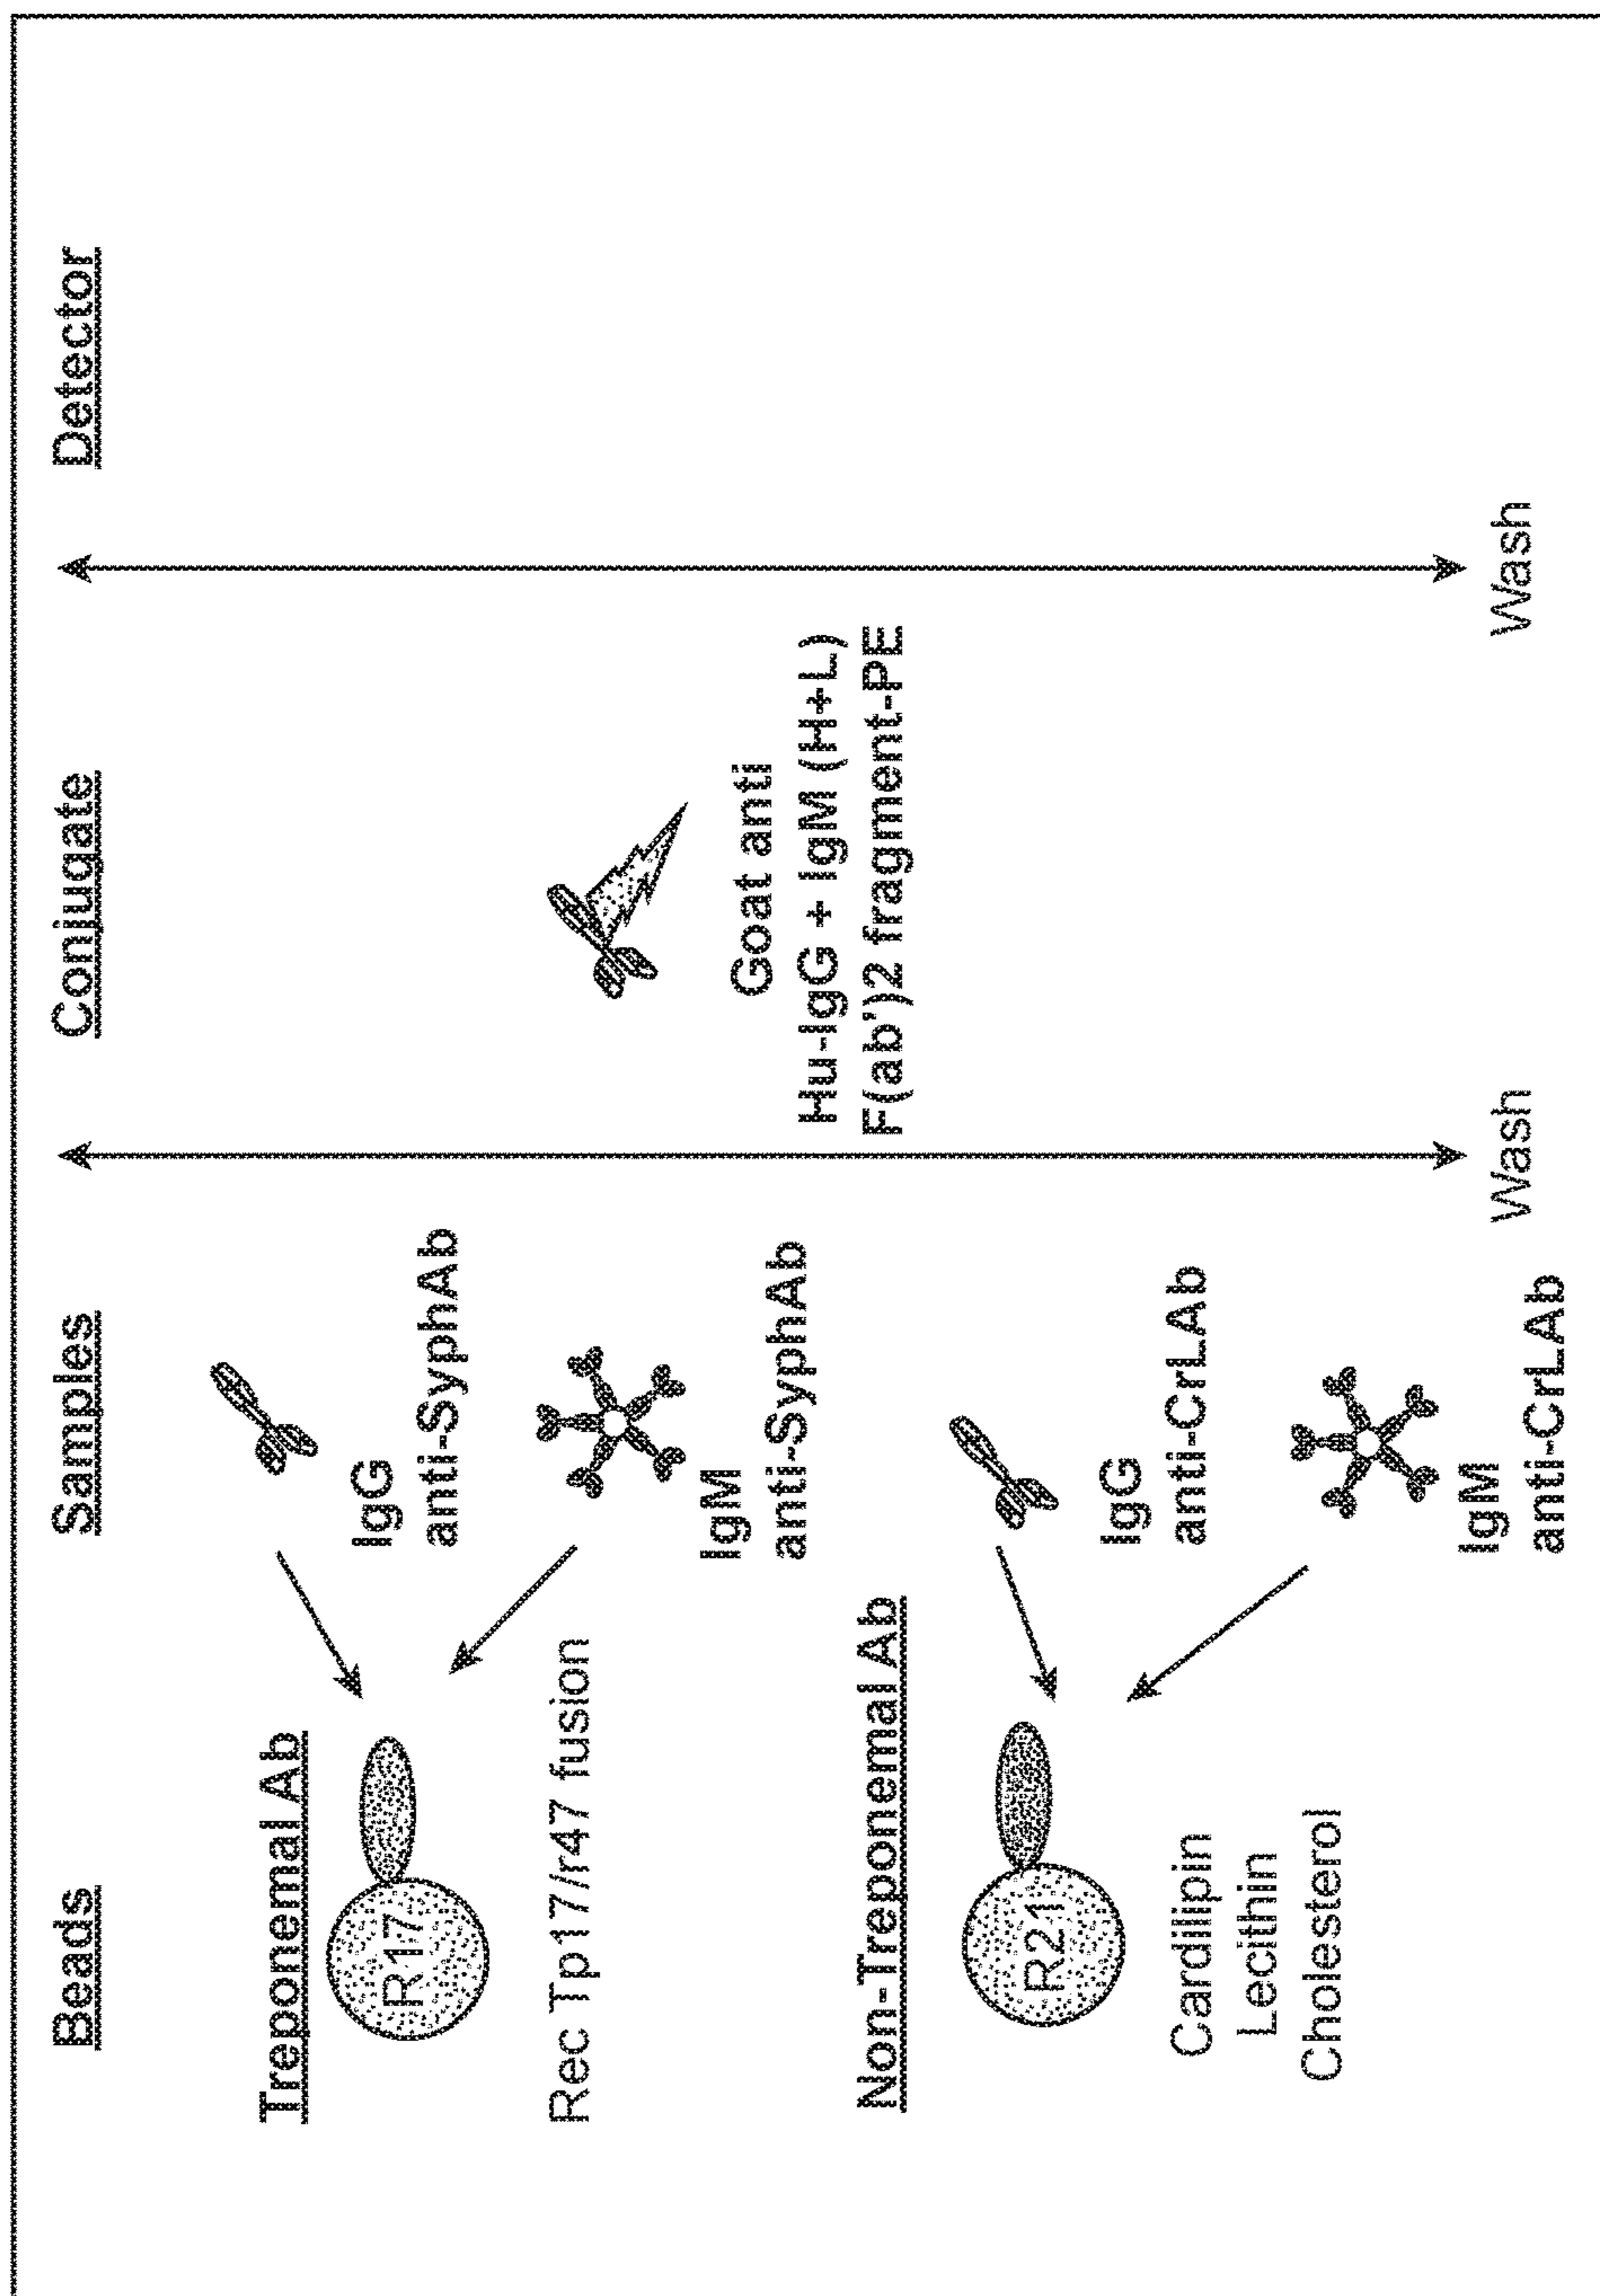 Beads
Samples
Conjugate
Detector
Treponemal Ab
R17
Rec Tp17/r47 fusion
IgG
anti-SyphAb
IgM
anti-SyphAb
Non-Treponemal Ab
R21
Cardillipin
Lecithin
Cholesterol
IgG
anti-CrLAb
IgM
anti-CrLAb
Wash
Goat anti
Hu-IgG + IgM (H+L)
F(ab')2 fragment-PE
Wash